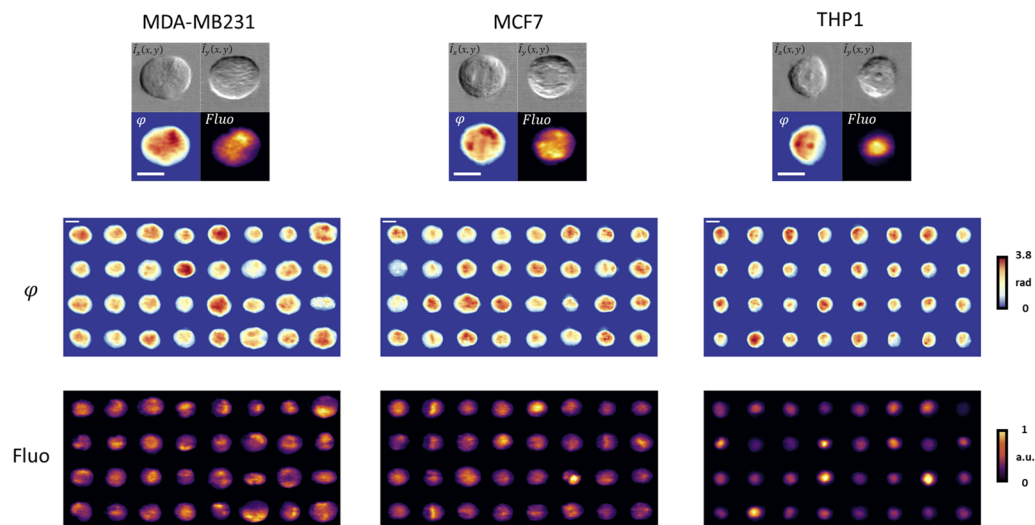 MDA-MB231
MCF7
THP1
Ĩx(x, y)
Ĩy(x, y)
Ĩx(x, y)
Ĩy(x, y)
Ĩx(x, y)
Ĩy(x, y)
φ
Fluo
φ
Fluo
φ
Fluo
φ
3.8
rad
0
Fluo
1
a.u.
0